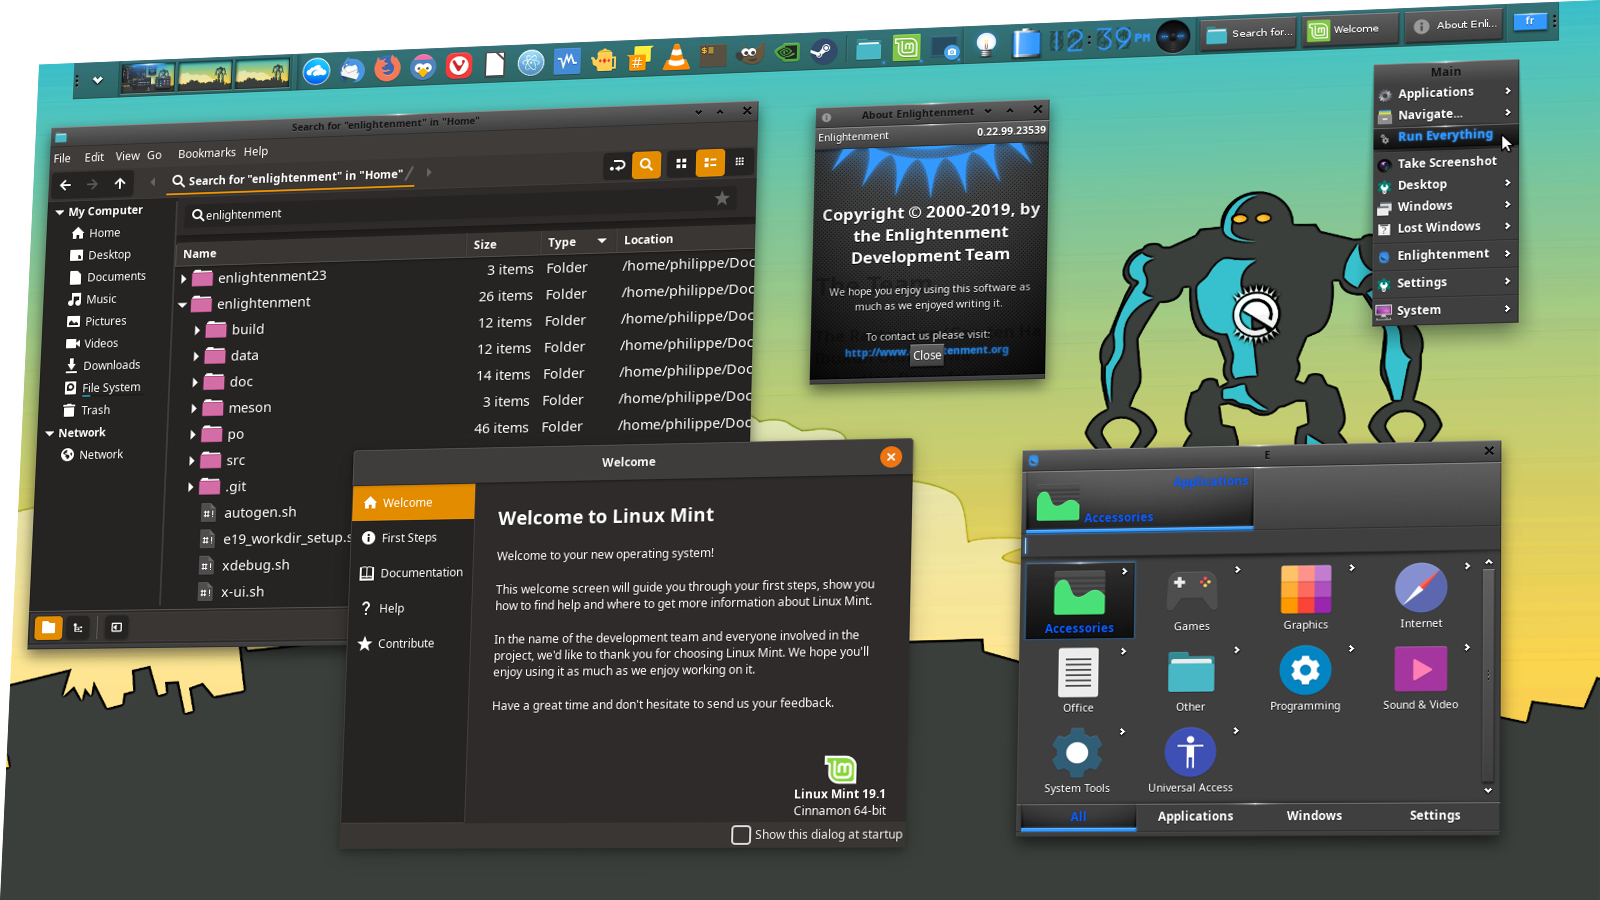 12:39 PM
Search for...
Welcome
About Enli...
fr
Search for "enlightenment" in "Home"
File Edit View Go Bookmarks Help
Search for "enlightenment" in "Home"
enlightenment
My Computer
Home
Desktop
Documents
Music
Pictures
Videos
Downloads
File System
Trash
Network
Network
Name Size Type Location
enlightenment23 3 items Folder /home/philippe/Doc
enlightenment 26 items Folder /home/philippe/Doc
build 12 items Folder /home/philippe/Doc
data 12 items Folder /home/philippe/Doc
doc 14 items Folder /home/philippe/Doc
meson 3 items Folder /home/philippe/Doc
po 46 items Folder /home/philippe/Doc
src
.git
autogen.sh
e19_workdir_setup.s
xdebug.sh
x-ui.sh
About Enlightenment
Enlightenment 0.22.99.23539
Copyright © 2000-2019, by
the Enlightenment
Development Team
The Team
We hope you enjoy using this software as
much as we enjoyed writing it.
To contact us please visit:
Close
Main
Applications
Navigate...
Run Everything
Take Screenshot
Desktop
Windows
Lost Windows
Enlightenment
Settings
System
Welcome
Welcome
First Steps
Documentation
Help
Contribute
Welcome to Linux Mint
Welcome to your new operating system!
This welcome screen will guide you through your first steps, show you
how to find help and where to get more information about Linux Mint.
In the name of the development team and everyone involved in the
project, we'd like to thank you for choosing Linux Mint. We hope you'll
enjoy using it as much as we enjoy working on it.
Have a great time and don't hesitate to send us your feedback.
Linux Mint 19.1
Cinnamon 64-bit
Show this dialog at startup
E
Applications
Accessories
Accessories
Games
Graphics
Internet
Office
Other
Programming
Sound & Video
System Tools
Universal Access
All Applications Windows Settings